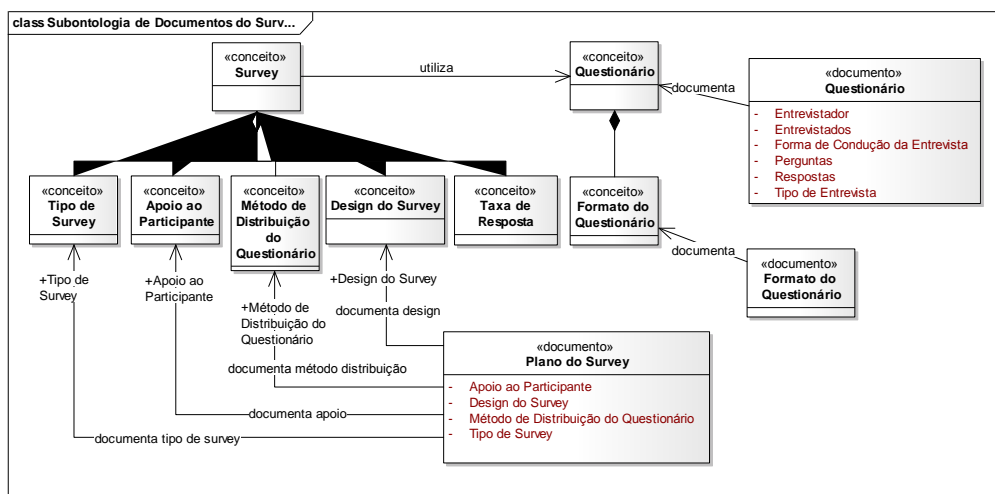 class Subontologia de Documentos do Surv...
«conceito»
Survey
utiliza
«conceito»
Questionário
documenta
«documento»
Questionário
- Entrevistador
- Entrevistados
- Forma de Condução da Entrevista
- Perguntas
- Respostas
- Tipo de Entrevista
«conceito»
Tipo de
Survey
«conceito»
Apoio ao
Participante
«conceito»
Método de
Distribuição
do
Questionário
«conceito»
Design do Survey
«conceito»
Taxa de
Resposta
«conceito»
Formato do
Questionário
documenta
«documento»
Formato do
Questionário
+Tipo de
Survey
+Apoio ao
Participante
+Método de
Distribuição do
Questionário
+Design do Survey
documenta design
documenta método distribuição
documenta apoio
documenta tipo de survey
«documento»
Plano do Survey
- Apoio ao Participante
- Design do Survey
- Método de Distribuição do Questionário
- Tipo de Survey